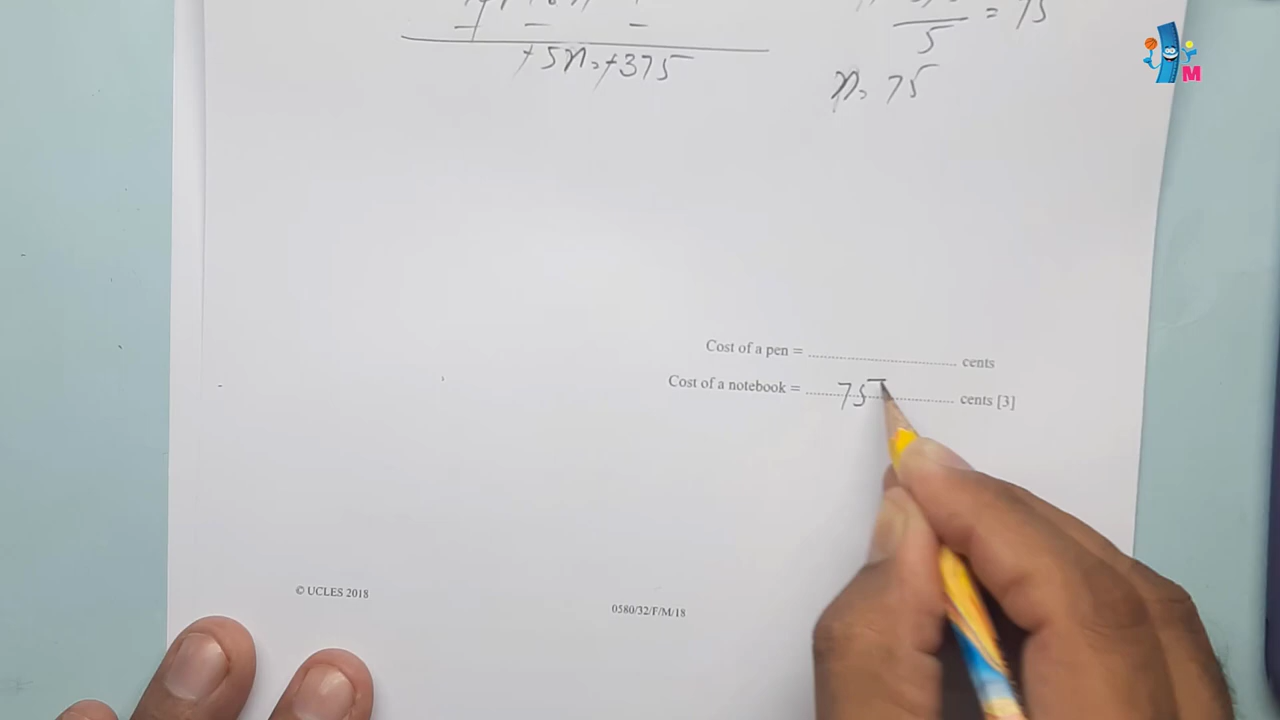 5 = 75
+5n=+375
n= 75
M
Cost of a pen = ........................................ cents
Cost of a notebook = ....75.................................... cents [3]
© UCLES 2018
0580/32/F/M/18